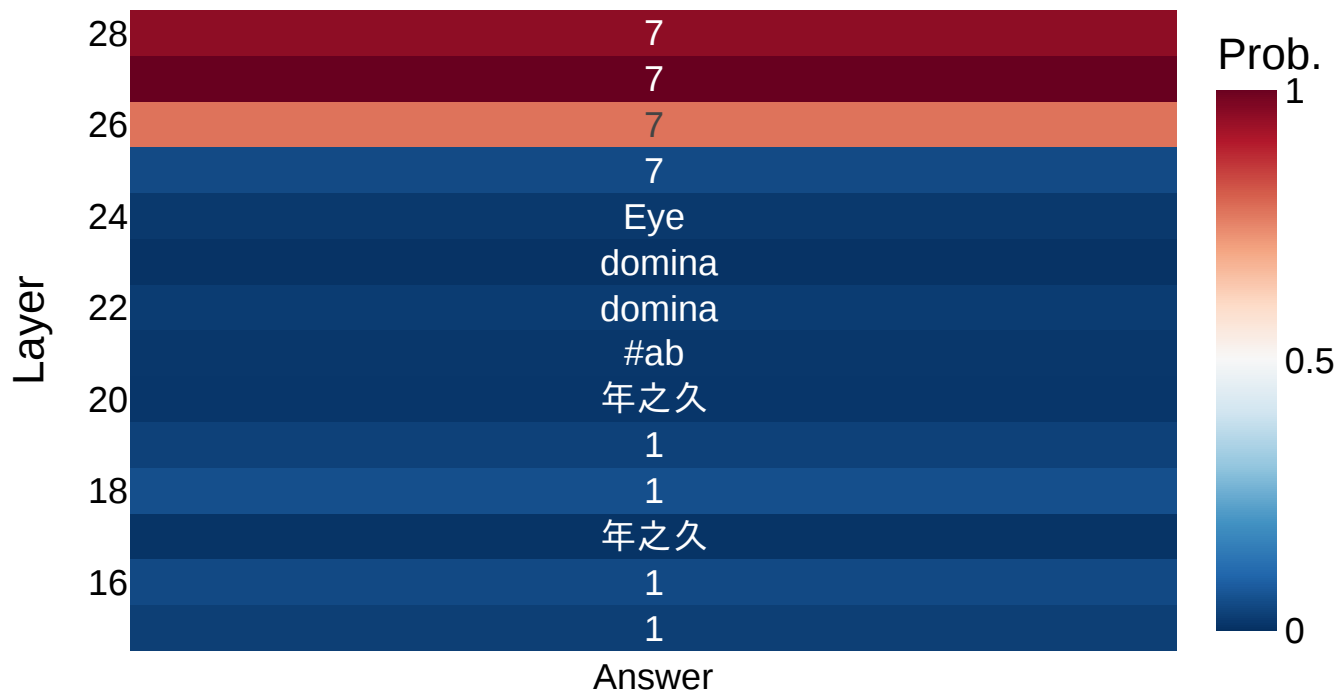 28 7
7
Prob.
1
26 7
7
24 Eye
domina
Layer
22 domina
#ab
0.5
20 年之久
1
18 1
年之久
16 1
1
0
Answer